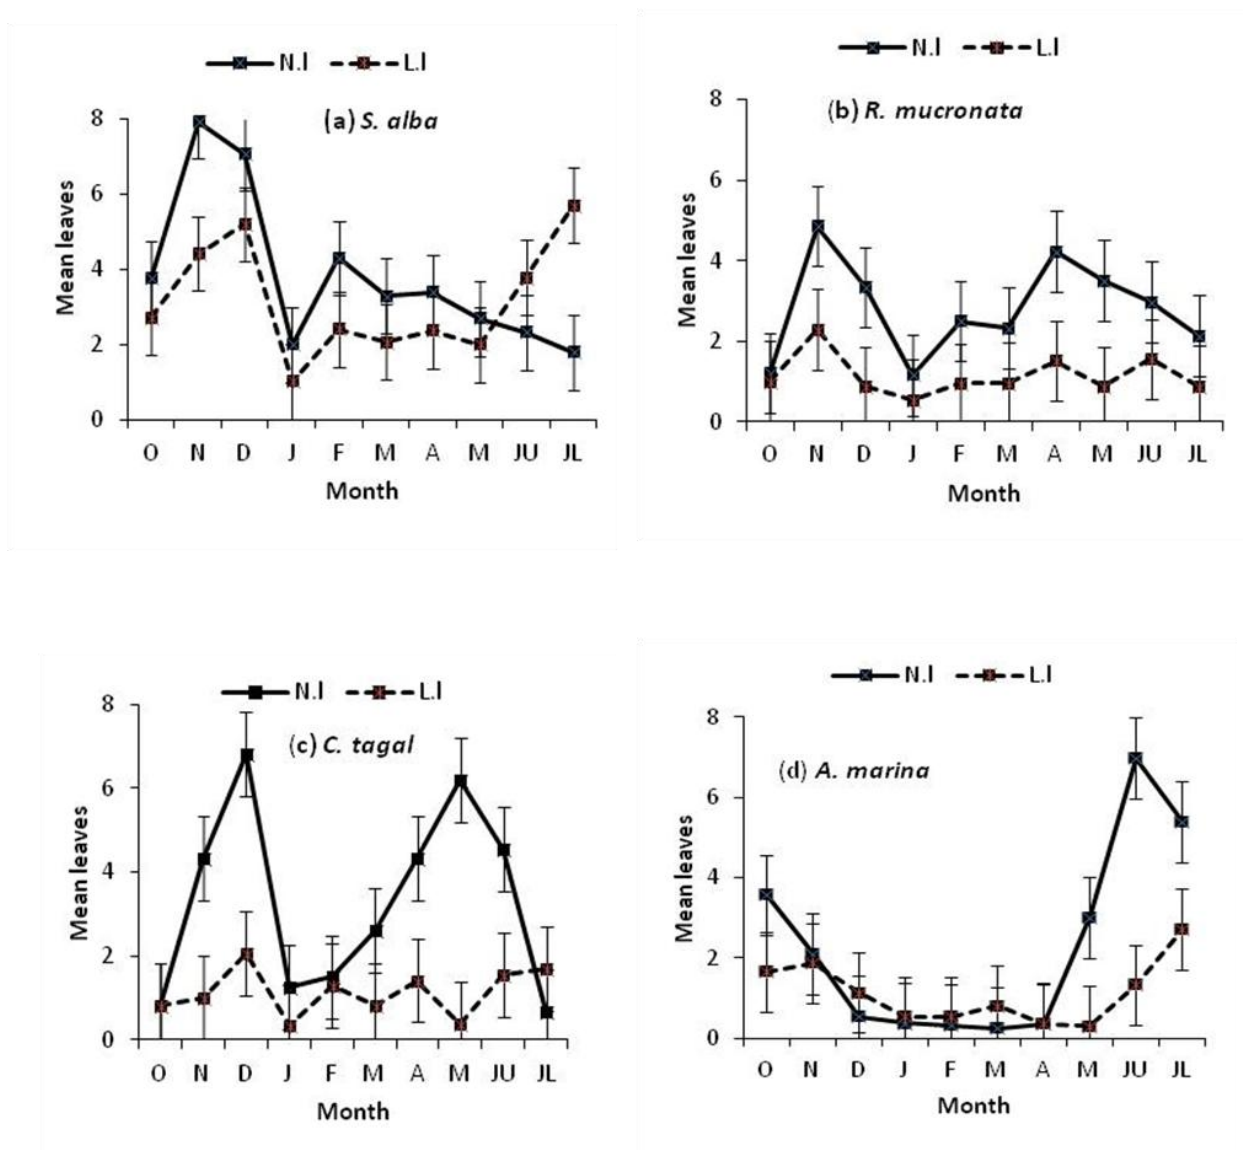 N.l L.l
(a) S. alba
8
6
4
2
0
Mean leaves
O N D J F M A M JU JL
Month
N.l L.l
(b) R. mucronata
8
6
4
2
0
Mean leaves
O N D J F M A M JU JL
Month
N.l L.l
(c) C. tagal
8
6
4
2
0
Mean leaves
O N D J F M A M JU JL
Month
N.l L.l
(d) A. marina
8
6
4
2
0
Mean leaves
O N D J F M A M JU JL
Month